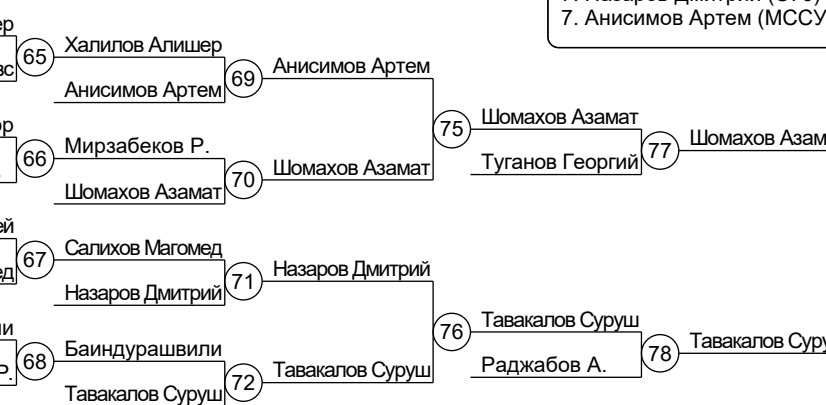 7. Анисимов Артем (МССУ
65
Халилов Алишер
Анисимов Артем
69
Анисимов Артем
66
Мирзабеков Р.
Шомахов Азамат
70
Шомахов Азамат
75
Шомахов Азамат
Туганов Георгий
77
67
Салихов Магомед
Назаров Дмитрий
71
Назаров Дмитрий
68
Баиндурашвили
Тавакалов Суруш
72
Тавакалов Суруш
76
Тавакалов Суруш
Раджабов А.
78